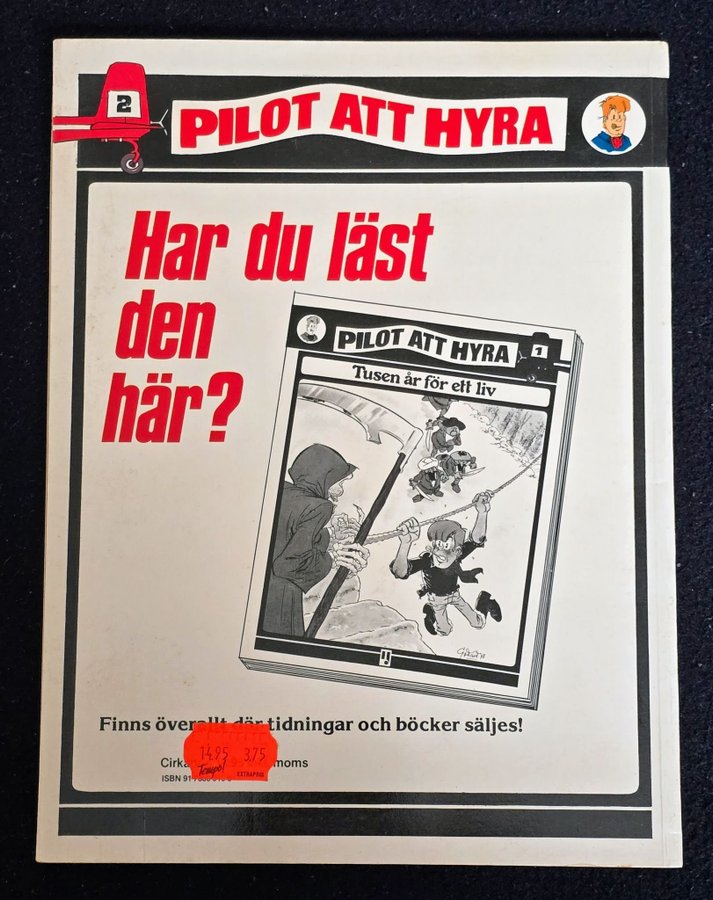 2
PILOT ATT HYRA
Har du läst
den
här?
PILOT ATT HYRA
1
Tusen år för ett liv
Finns överallt där tidningar och böcker säljes!
14.95 3.75
Tempo!
EXTRAPRIS
Cirka moms
ISBN